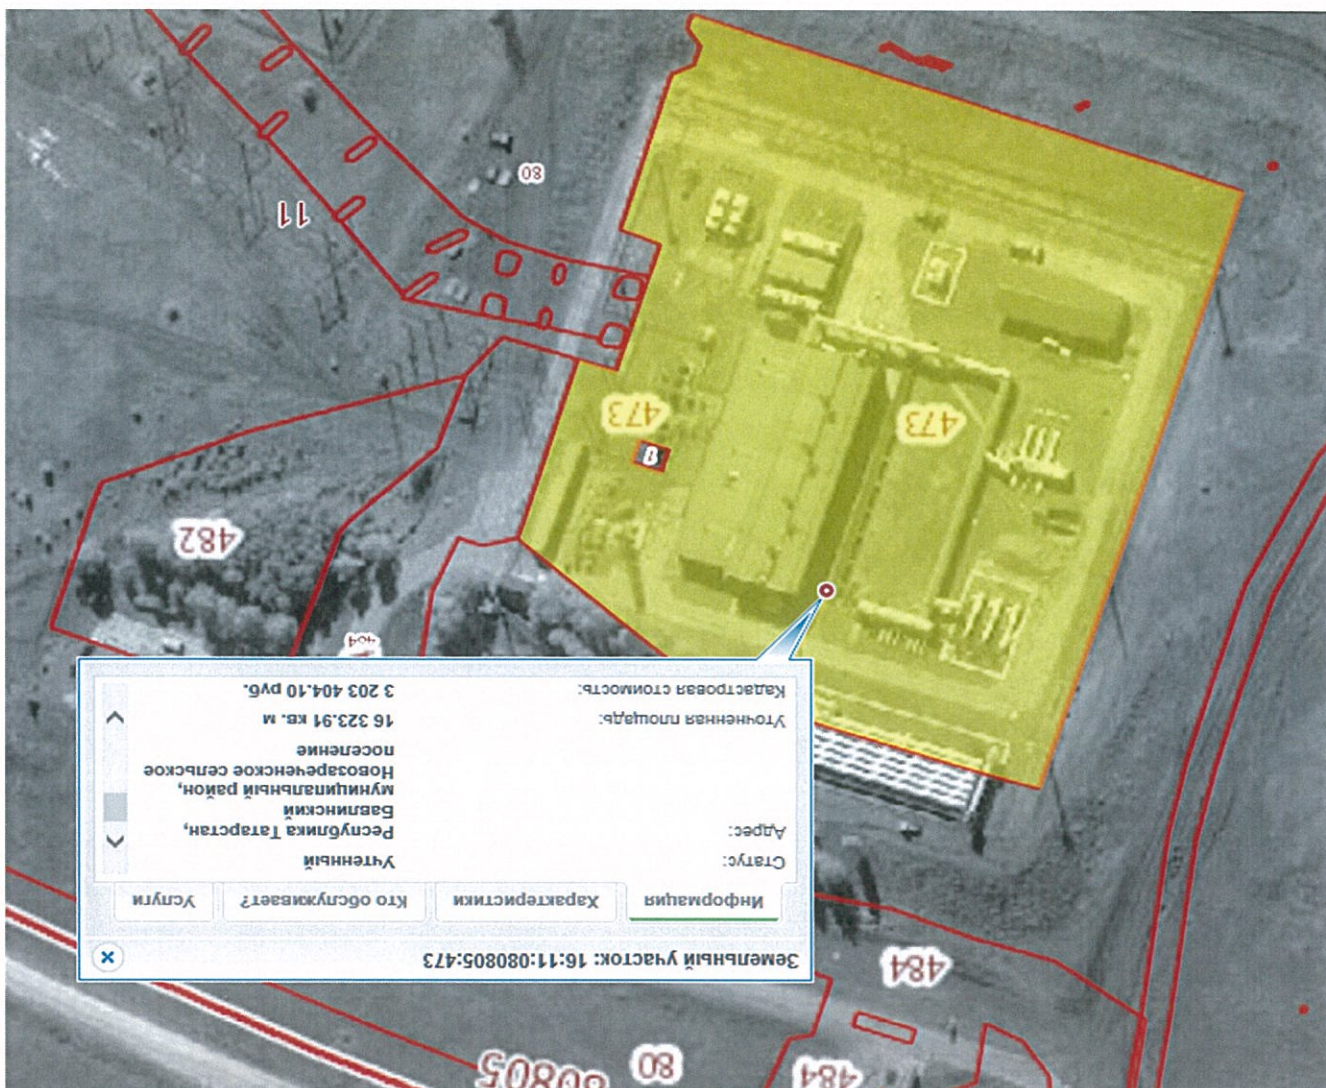 484
80
80805
484
Земельный участок: 16:11:080805:473
Информация
Характеристики
Кто обслуживает?
Услуги
Статус:
Учтенный
Адрес:
Республика Татарстан,
Бавлинский
муниципальный район,
Новозареченское сельское
поселение
Уточненная площадь:
16 323.91 кв. м
Кадастровая стоимость:
3 203 404.10 руб.
482
473
473
11
80